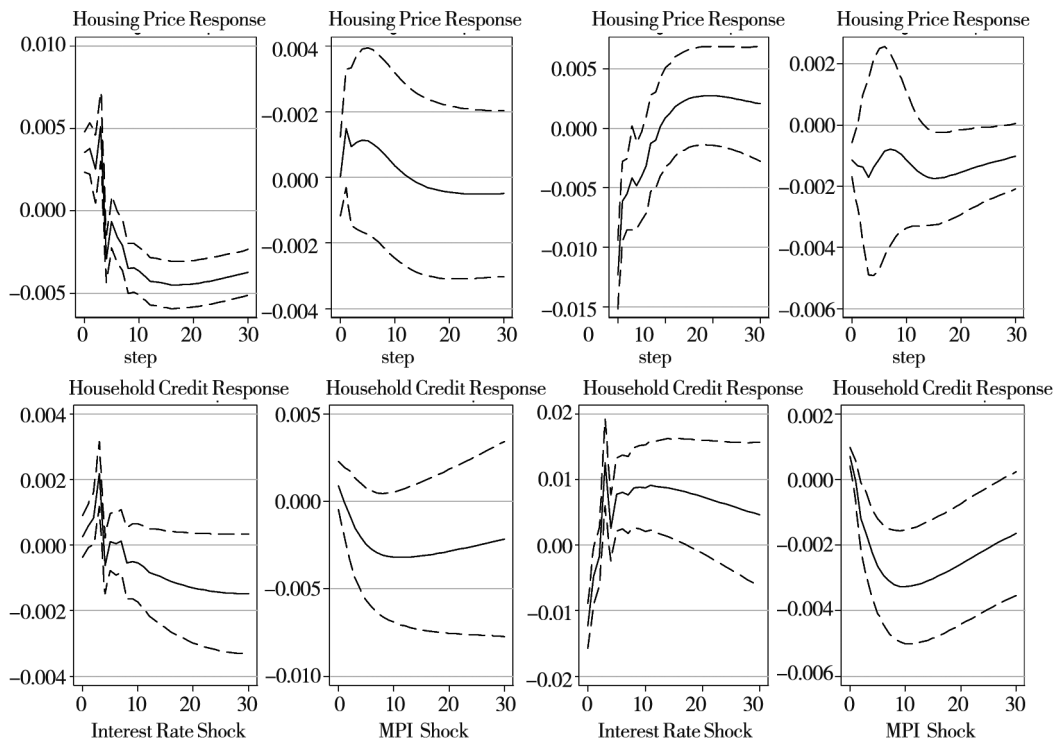 Housing Price Response
0.010
0.005
0.000
−0.005
0 10 20 30
step
Housing Price Response
0.004
−0.002
0.000
−0.002
−0.004
0 10 20 30
step
Housing Price Response
0.005
0.000
−0.005
−0.010
−0.015
0 10 20 30
step
Housing Price Response
0.002
0.000
−0.002
−0.004
−0.006
0 10 20 30
step
Household Credit Response
0.004
0.002
0.000
−0.002
−0.004
0 10 20 30
Interest Rate Shock
Household Credit Response
0.005
0.000
−0.005
−0.010
0 10 20 30
MPI Shock
Household Credit Response
0.02
0.01
0.00
−0.01
−0.02
0 10 20 30
Interest Rate Shock
Household Credit Response
0.002
0.000
−0.002
−0.004
−0.006
0 10 20 30
MPI Shock